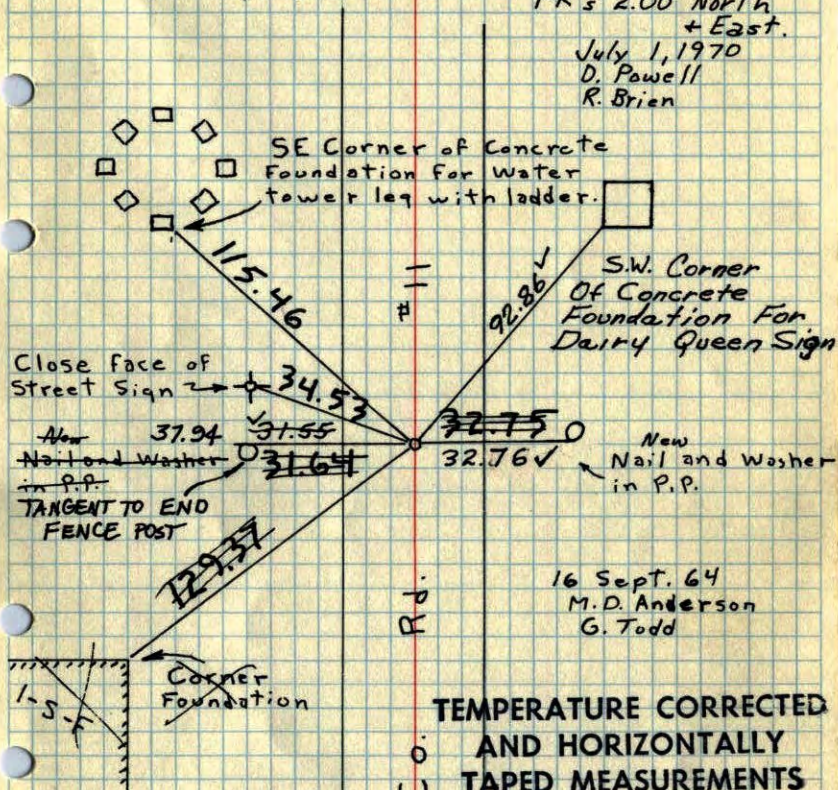 2.00 North
+ East.
July 1, 1970
D. Powell
R. Brien
SE Corner of Concrete
Foundation for Water
tower leg with ladder.
115.46
# 11
92.86 ✓
S.W. Corner
Of Concrete
Foundation For
Dairy Queen Sign
Close face of
Street Sign
34.53
New
Nail and Washer
in P.P.
37.94
✓ 31.55
31.64
TANGENT TO END
FENCE POST
32.75
32.76 ✓
New
Nail and Washer
in P.P.
129.37
Rd.
16 Sept. 64
M.D. Anderson
G. Todd
Corner
Foundation
1-S-F
TEMPERATURE CORRECTED
AND HORIZONTALLY
TAPED MEASUREMENTS